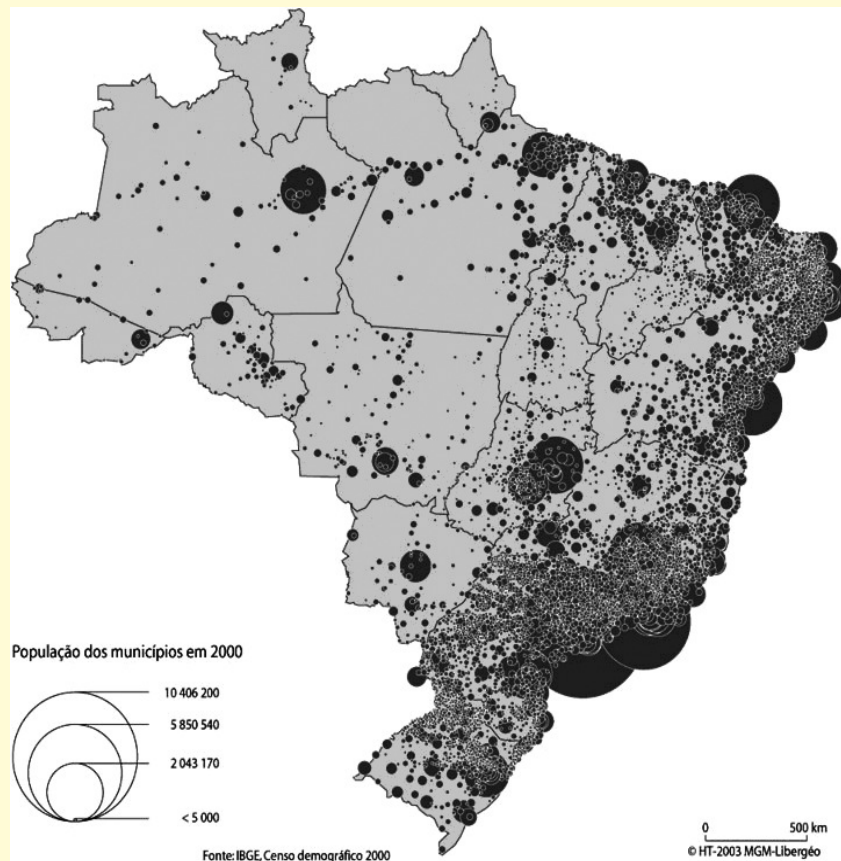 População dos municípios em 2000
10 406 200
5 850 540
2 043 170
< 5 000
Fonte: IBGE, Censo demográfico 2000
0 500 km
© HT-2003 MGM-Libergéo